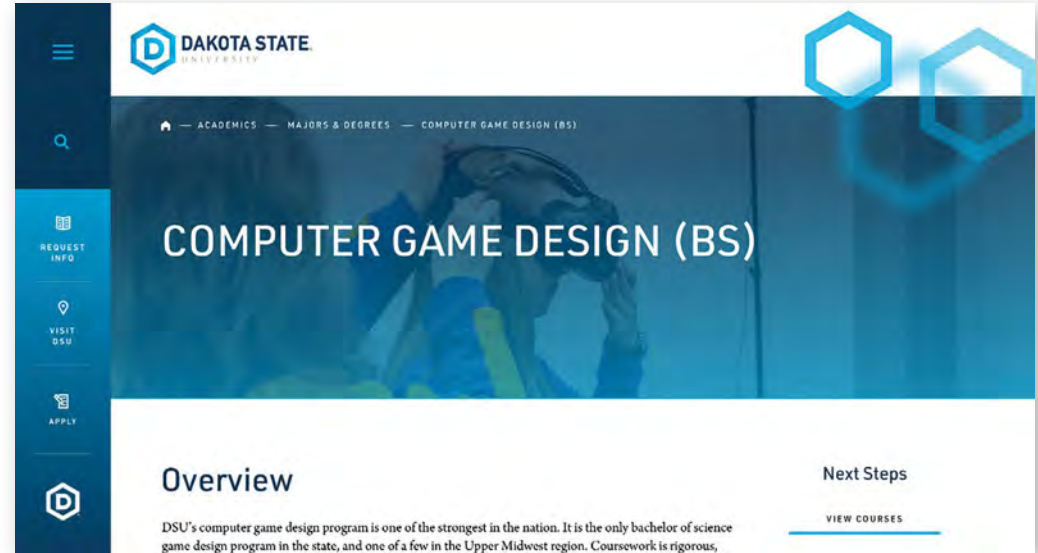 DAKOTA STATE
UNIVERSITY
ACADEMICS — MAJORS & DEGREES — COMPUTER GAME DESIGN (BS)
COMPUTER GAME DESIGN (BS)
REQUEST
INFO
VISIT
DSU
APPLY
D
Overview
DSU's computer game design program is one of the strongest in the nation. It is the only bachelor of science
game design program in the state, and one of a few in the Upper Midwest region. Coursework is rigorous,
Next Steps
VIEW COURSES